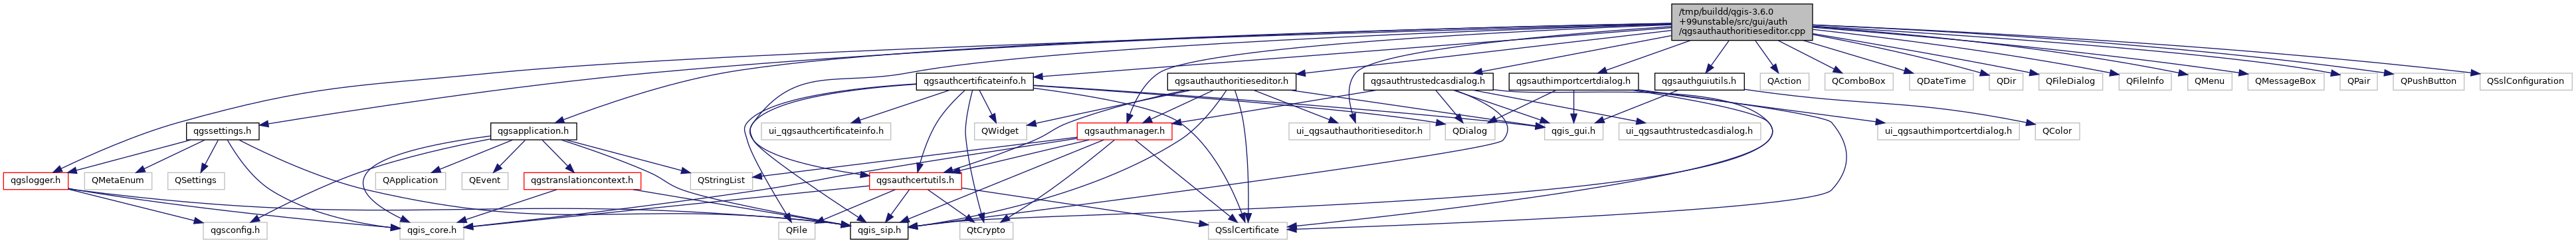 /tmp/buildd/qgis-3.6.0
+99unstable/src/gui/auth
/qgsauthauthoritieseditor.cpp
qgsauthcertificateinfo.h
qgsauthauthoritieseditor.h
qgsauthtrustedcasdialog.h
qgsauthimportcertdialog.h
qgsauthguiutils.h
QAction
QComboBox
QDateTime
QDir
QFileDialog
QFileInfo
QMenu
QMessageBox
QPair
QPushButton
QSslConfiguration
qgssettings.h
qgsapplication.h
ui_qgsauthcertificateinfo.h
QWidget
qgsauthmanager.h
ui_qgsauthauthoritieseditor.h
QDialog
qgis_gui.h
ui_qgsauthtrustedcasdialog.h
ui_qgsauthimportcertdialog.h
QColor
qgslogger.h
QMetaEnum
QSettings
QApplication
QEvent
qgstranslationcontext.h
QStringList
qgsauthcertutils.h
qgsconfig.h
qgis_core.h
QFile
qgis_sip.h
QtCrypto
QSslCertificate